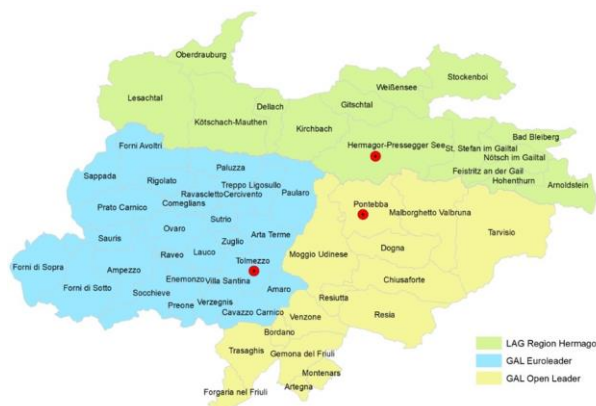 Oberdrauburg
Stockenboi
Weißensee
Lesachtal
Dellach
Gitschtal
Kötschach-Mauthen
Kirchbach
Bad Bleiberg
Hermagor-Pressegger See
St. Stefan im Gailtal
Nötsch im Gailtal
Forni Avoltri
Feistritz an der Gail
Hohenthurn
Arnoldstein
Paluzza
Sappada
Rigolato
Treppo Ligosullo
Ravascletto
Cercivento
Paularo
Comeglians
Prato Carnico
Pontebba
Malborghetto Valbruna
Sutrio
Ovaro
Arta Terme
Tarvisio
Sauris
Zuglio
Dogna
Raveo
Lauco
Moggio Udinese
Forni di Sopra
Ampezzo
Tolmezzo
Chiusaforte
Enemonzo
Villa Santina
Forni di Sotto
Amaro
Socchieve
Resiutta
Preone
Verzegnis
Venzone
Resia
Cavazzo Carnico
Bordano
LAG Region Hermago
Trasaghis
Gemona del Friuli
GAL Euroleader
Montenars
GAL Open Leader
Artegna
Forgaria nel Friuli